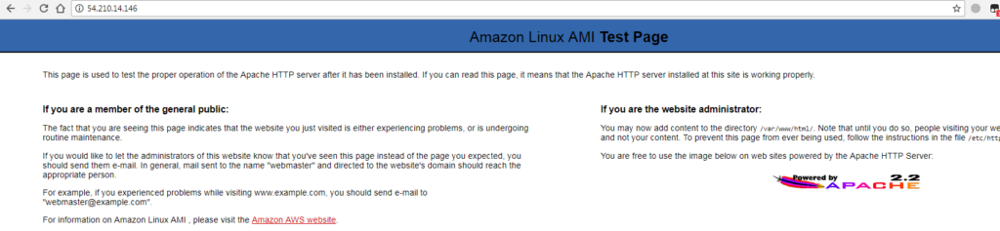 54.210.14.146
Amazon Linux AMI Test Page
This page is used to test the proper operation of the Apache HTTP server after it has been installed. If you can read this page, it means that the Apache HTTP server installed at this site is working properly.
If you are a member of the general public:
The fact that you are seeing this page indicates that the website you just visited is either experiencing problems, or is undergoing
routine maintenance.
If you would like to let the administrators of this website know that you've seen this page instead of the page you expected, you
should send them e-mail. In general, mail sent to the name "webmaster" and directed to the website's domain should reach the
appropriate person.
For example, if you experienced problems while visiting www.example.com, you should send e-mail to
"webmaster@example.com".
For information on Amazon Linux AMI , please visit the Amazon AWS website.
If you are the website administrator:
You may now add content to the directory /var/www/html/. Note that until you do so, people visiting your we
and not your content. To prevent this page from ever being used, follow the instructions in the file /etc/http
You are free to use the image below on web sites powered by the Apache HTTP Server:
Powered by
APACHE 2.2